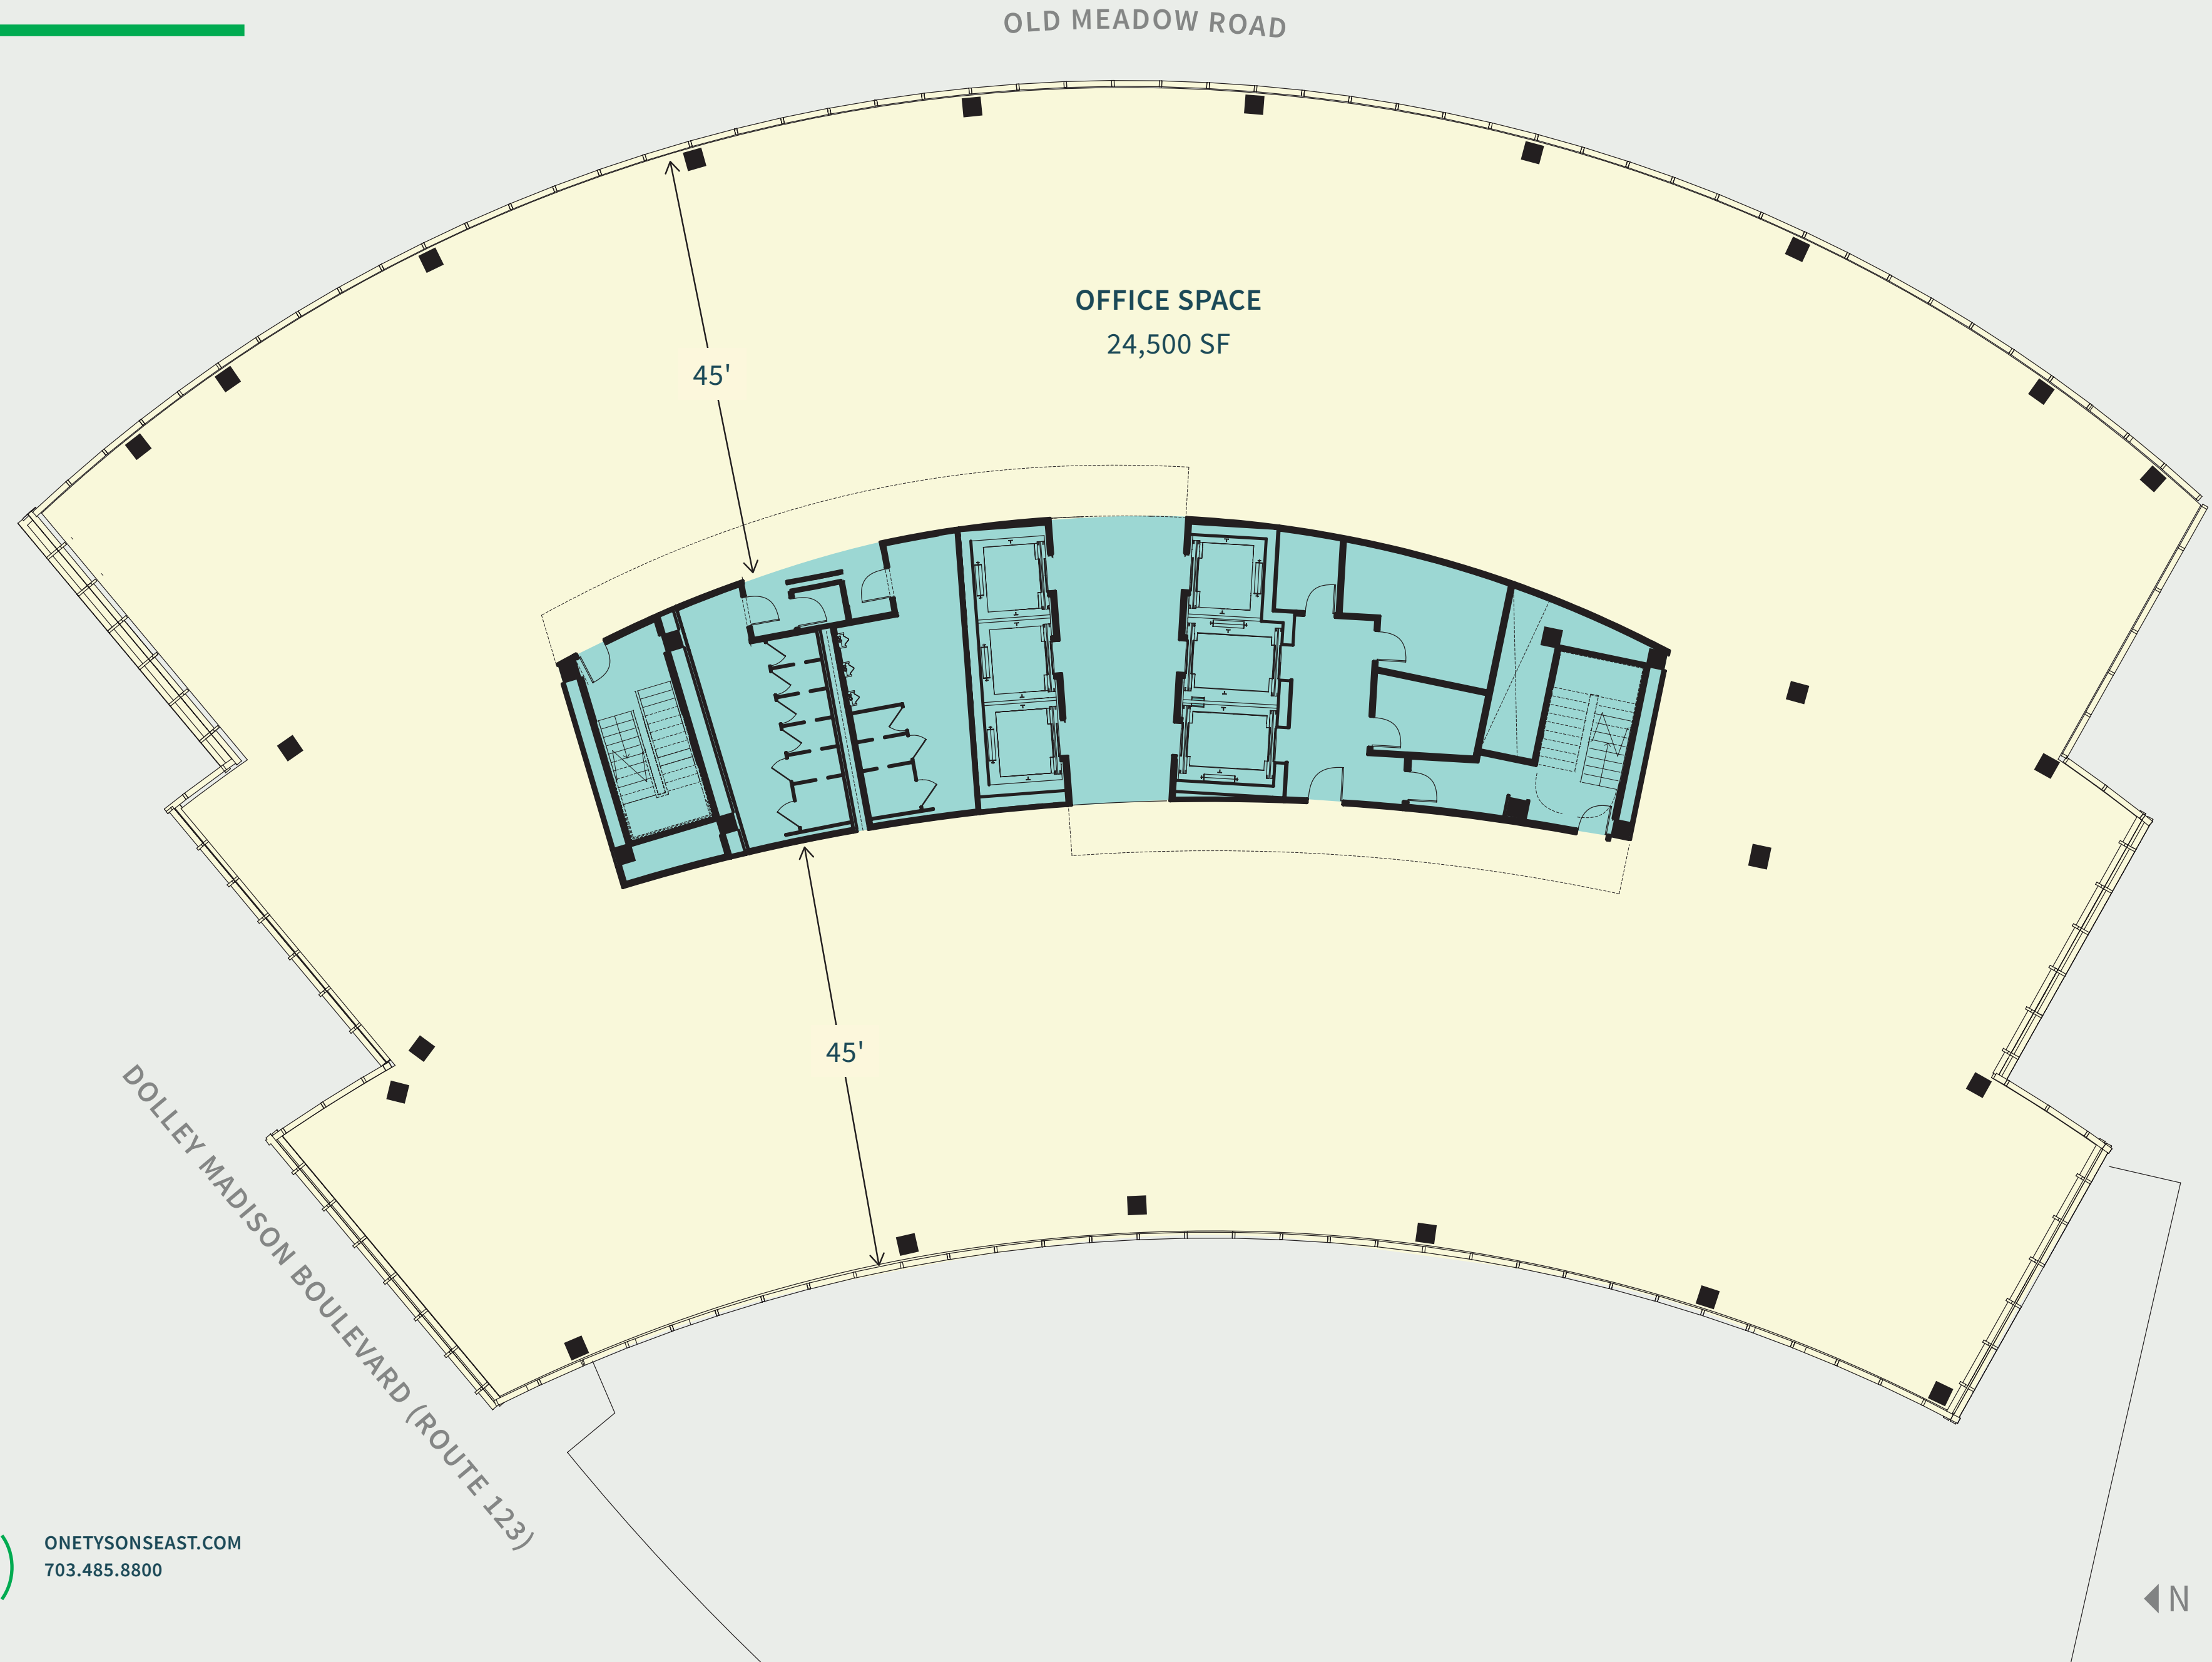 OLD MEADOW ROAD
OFFICE SPACE
24,500 SF
45'
45'
DOLLEY MADISON BOULEVARD (ROUTE 123)
ONETYSONSEAST.COM
703.485.8800
N